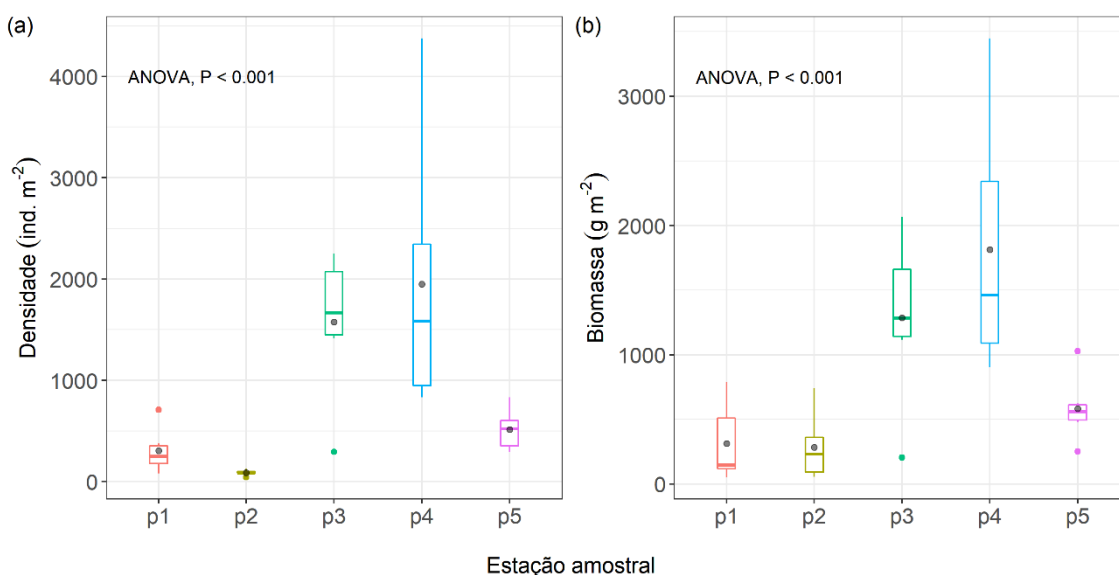 (a)
Densidade (ind. m⁻²)
4000
3000
2000
1000
0
ANOVA, P < 0.001
p1 p2 p3 p4 p5
(b)
Biomassa (g m⁻²)
3000
2000
1000
0
ANOVA, P < 0.001
p1 p2 p3 p4 p5
Estação amostral